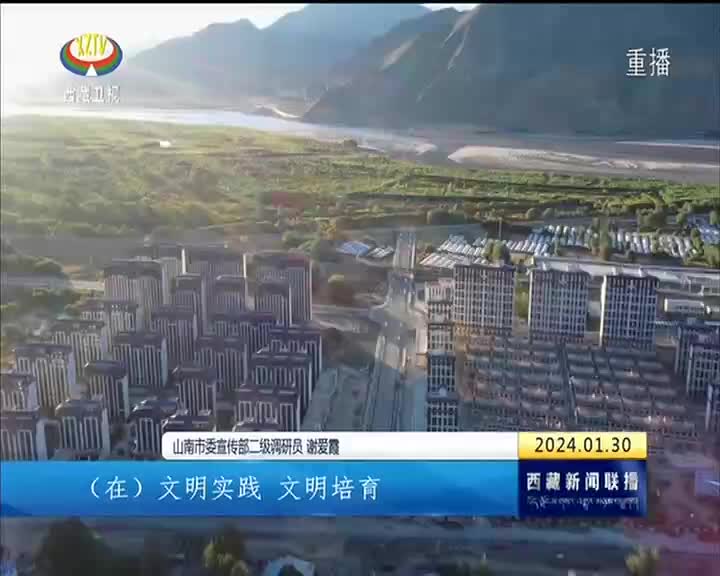 XZTV
西藏卫视
重播
山南市委宣传部二级调研员 谢爱霞
2024.01.30
（在）文明实践 文明培育
西藏新闻联播